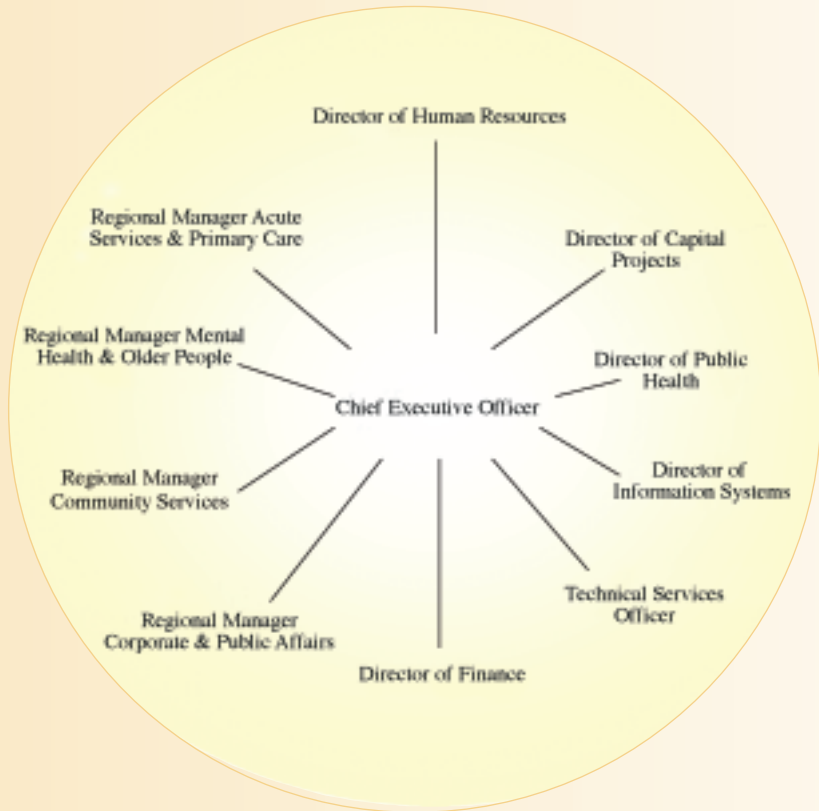 Director of Human Resources
Regional Manager Acute
Services & Primary Care
Director of Capital
Projects
Regional Manager Mental
Health & Older People
Director of Public
Health
Chief Executive Officer
Regional Manager
Community Services
Director of
Information Systems
Technical Services
Officer
Regional Manager
Corporate & Public Affairs
Director of Finance